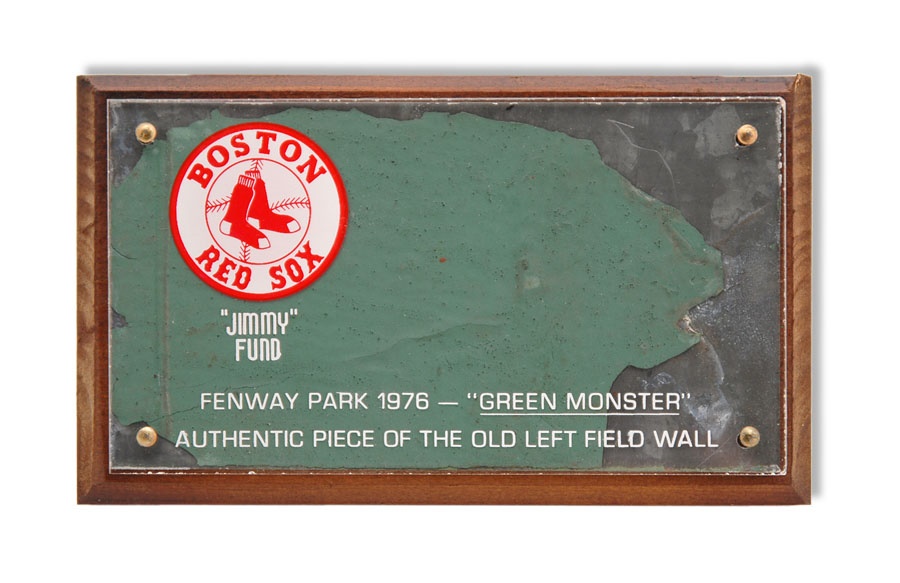 BOSTON
RED SOX
"JIMMY"
FUND
FENWAY PARK 1976 — "GREEN MONSTER"
AUTHENTIC PIECE OF THE OLD LEFT FIELD WALL